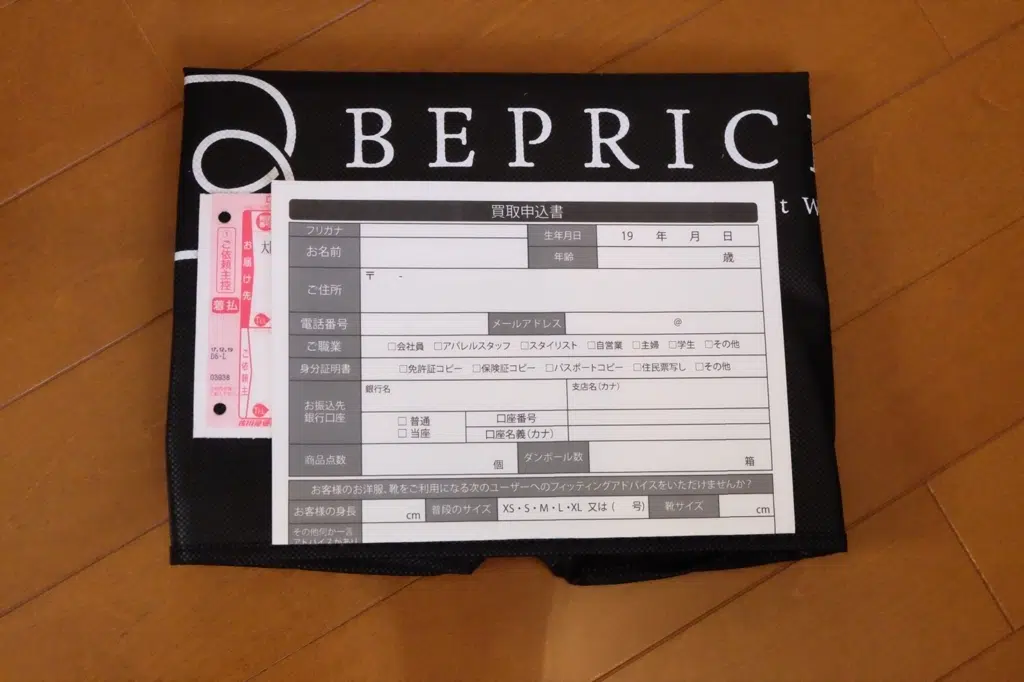 BEPRIC
t W
買取申込書
フリガナ
お名前
生年月日 19 年 月 日
年齢 歳
ご住所 〒 -
電話番号 メールアドレス @
ご職業 □会社員 □アパレルスタッフ □スタイリスト □自営業 □主婦 □学生 □その他
身分証明書 □免許証コピー □保険証コピー □パスポートコピー □住民票写し □その他
お振込先
銀行口座
銀行名 支店名(カナ)
□ 普通 口座番号
□ 当座 口座名義(カナ)
商品点数 個 ダンボール数 箱
お客様のお洋服、靴をご利用になる次のユーザーへのフィッティングアドバイスをいただけませんか?
お客様の身長 cm 普段のサイズ XS・S・M・L・XL 又は( 号) 靴サイズ cm
その他何か一言
①ご依頼主控
着払
お届け先
ご依頼主